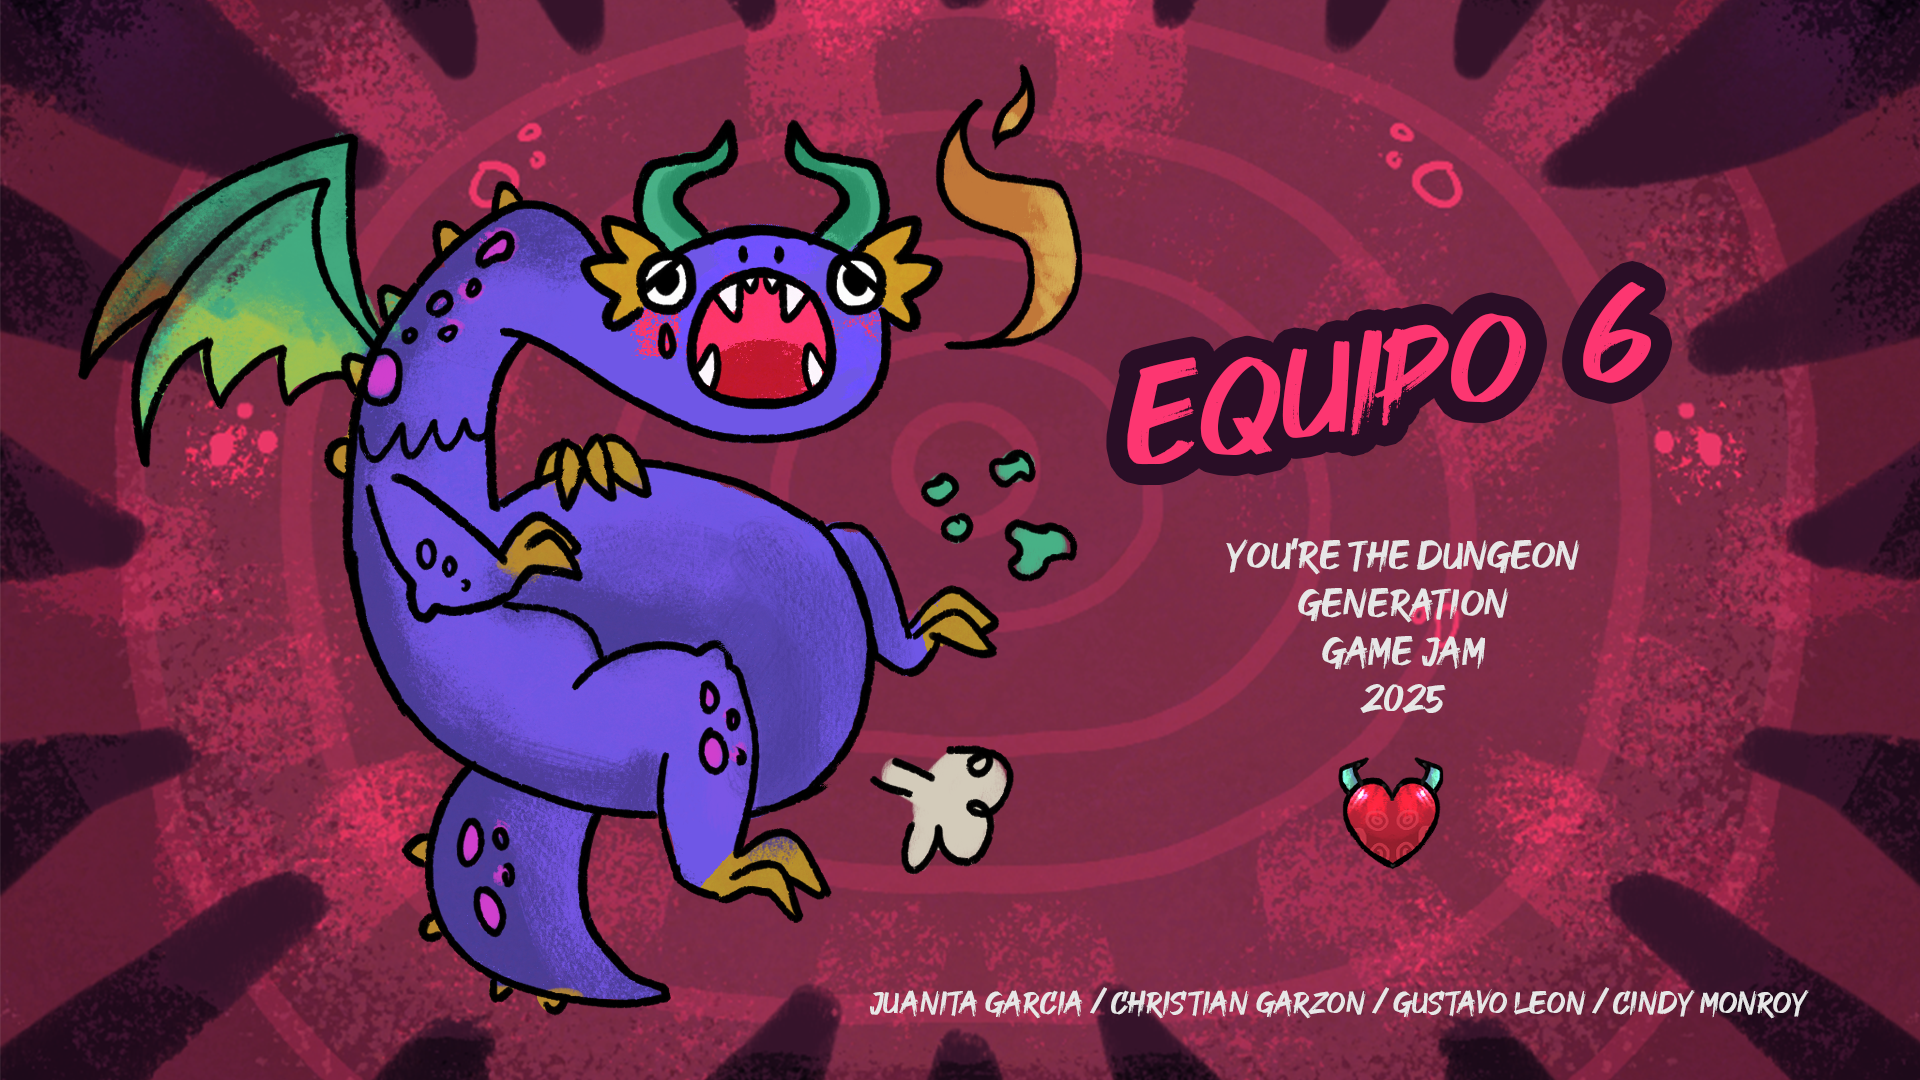 EQUIPO 6
YOU'RE THE DUNGEON
GENERATION
GAME JAM
2025
JUANITA GARCIA / CHRISTIAN GARZON / GUSTAVO LEON / CINDY MONROY